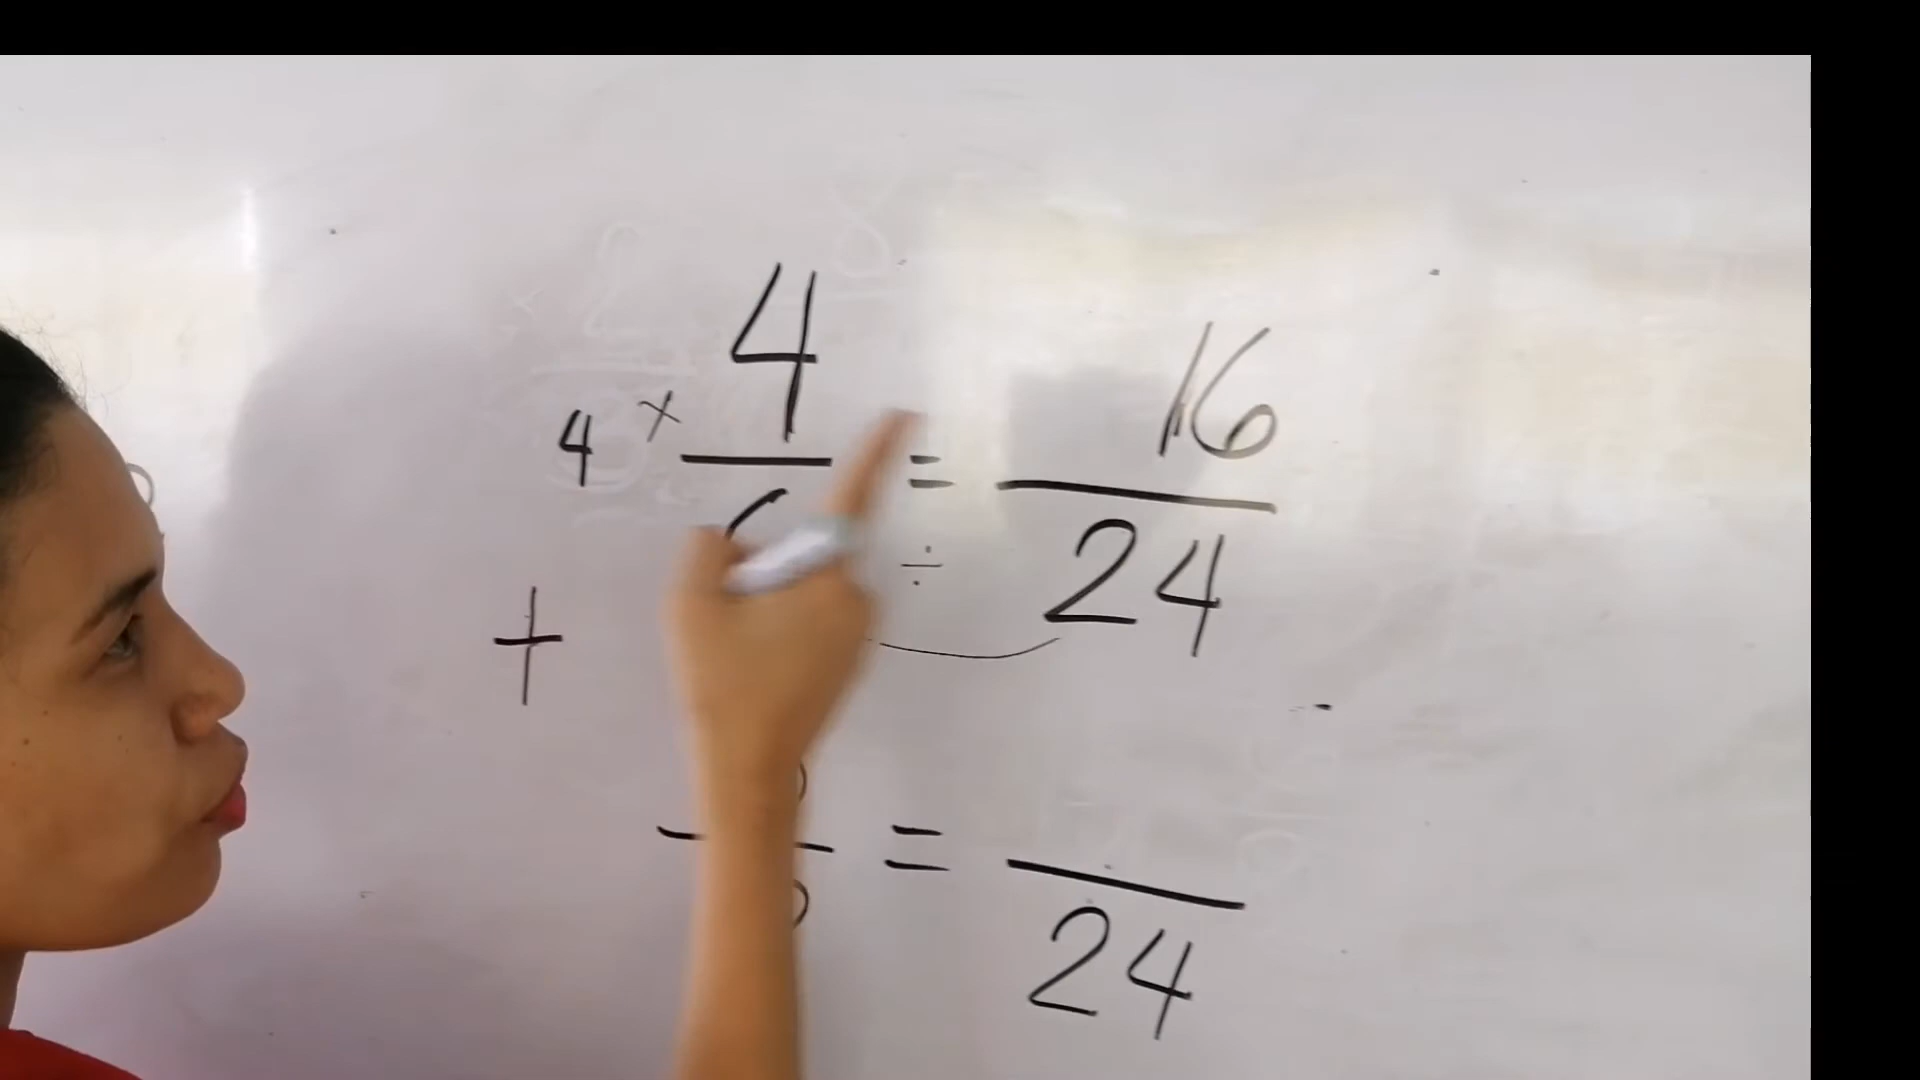 4 × 4 = 16
÷ 24
+
= 24